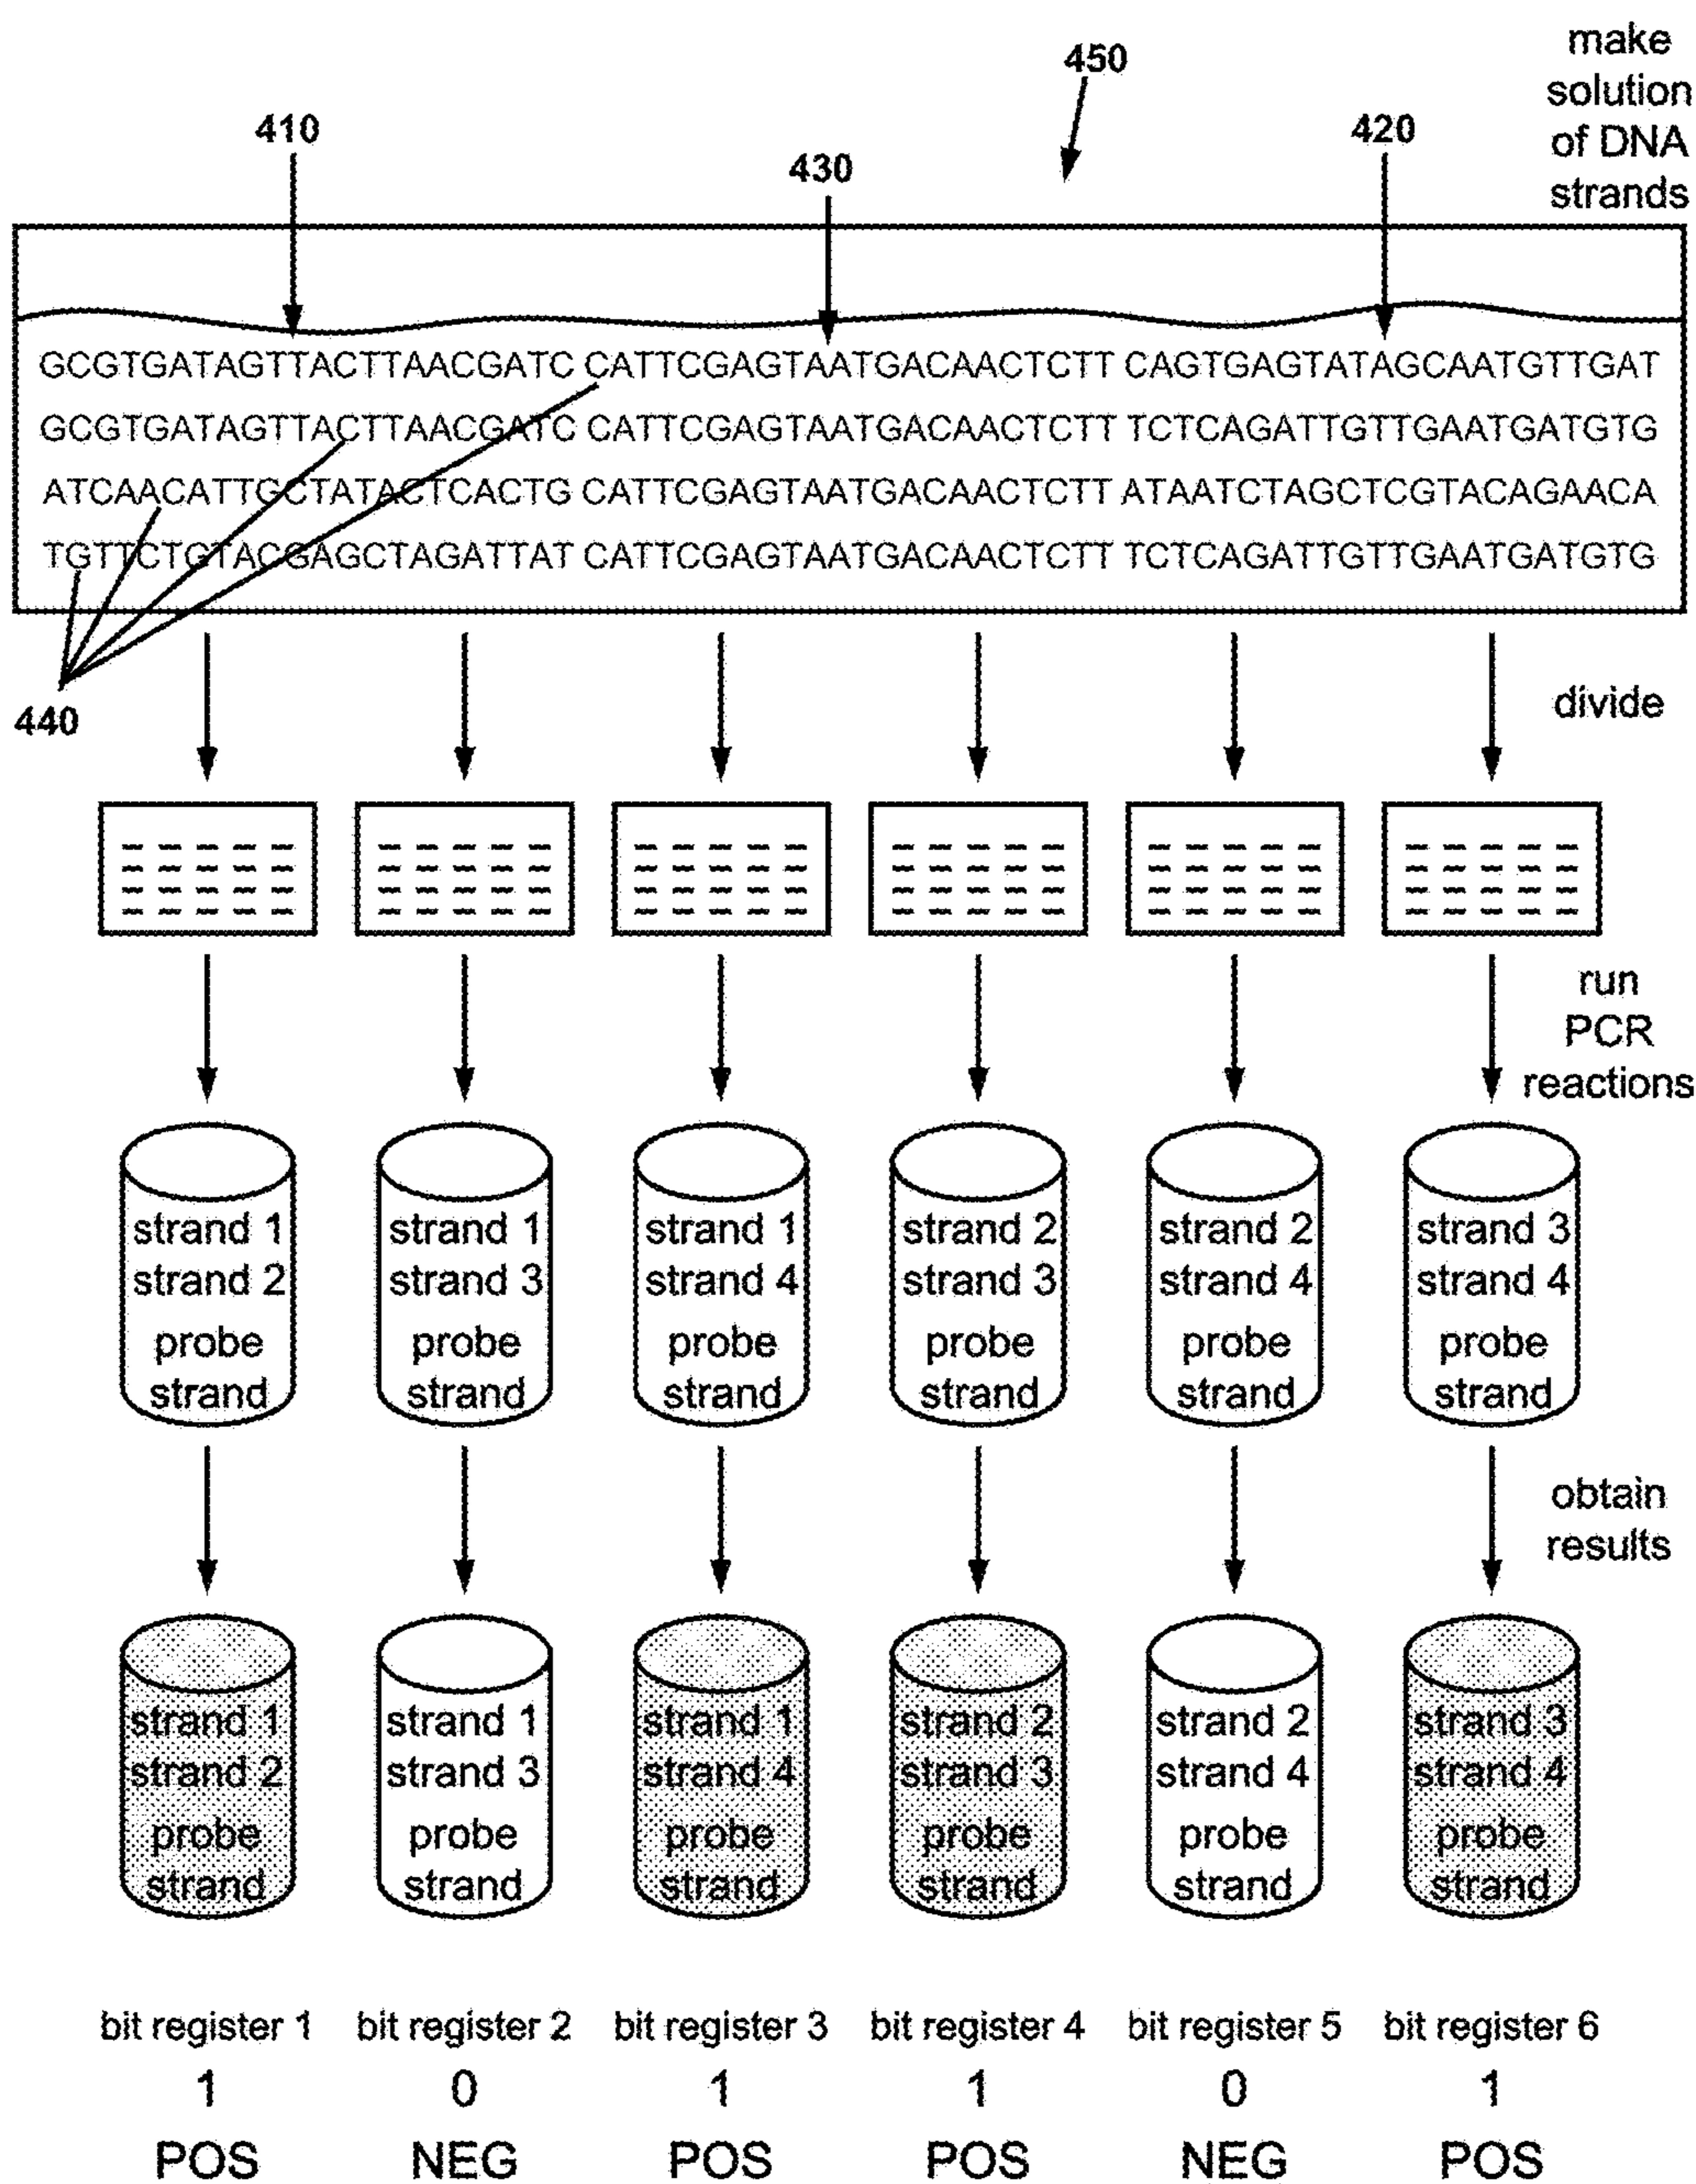 make
solution
of DNA
strands
450
410
430
420
GCGTGATAGTTACTTAACGATC CATTCGAGTAATGACAACTCTT CAGTGAGTATAGCAATGTTGAT
GCGTGATAGTTACTTAACGATC CATTCGAGTAATGACAACTCTT TCTCAGATTGTTGAATGATGTG
ATCAACATTGCTATACTCACTG CATTCGAGTAATGACAACTCTT ATAATCTAGCTCGTACAGAACA
TGTTCTGTACGAGCTAGATTAT CATTCGAGTAATGACAACTCTT TCTCAGATTGTTGAATGATGTG
440
divide
run
PCR
reactions
strand 1 strand 1 strand 1 strand 2 strand 2 strand 3
strand 2 strand 3 strand 4 strand 3 strand 4 strand 4
probe probe probe probe probe probe
strand strand strand strand strand strand
obtain
results
strand 1 strand 1 strand 1 strand 2 strand 2 strand 3
strand 2 strand 3 strand 4 strand 3 strand 4 strand 4
probe probe probe probe probe probe
strand strand strand strand strand strand
bit register 1 bit register 2 bit register 3 bit register 4 bit register 5 bit register 6
1 0 1 1 0 1
POS NEG POS POS NEG POS